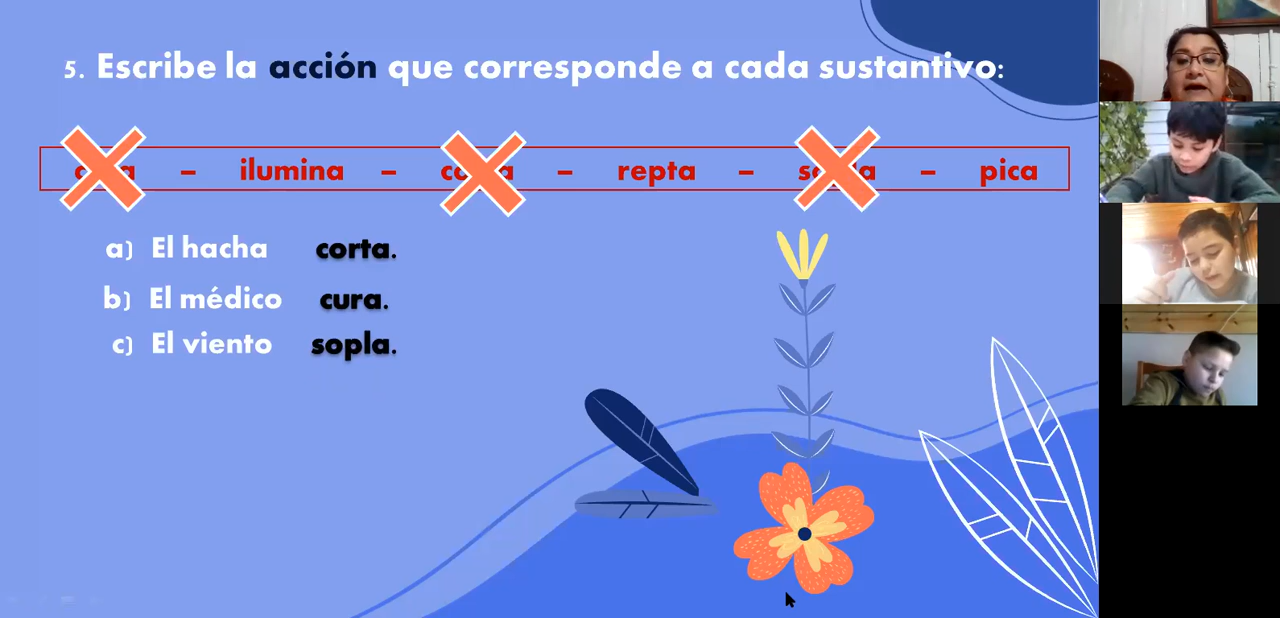 5. Escribe la acción que corresponde a cada sustantivo:
– ilumina – – repta – – pica
a) El hacha corta.
b) El médico cura.
c) El viento sopla.